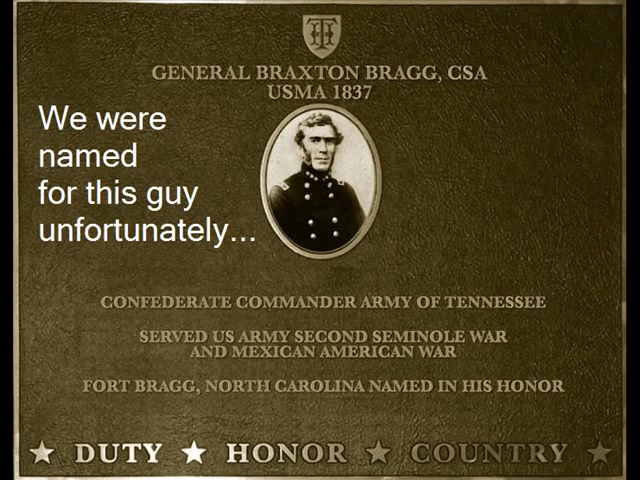 GENERAL BRAXTON BRAGG, CSA
USMA 1837
We were
named
for this guy
unfortunately...
CONFEDERATE COMMANDER ARMY OF TENNESSEE
SERVED US ARMY SECOND SEMINOLE WAR
AND MEXICAN AMERICAN WAR
FORT BRAGG, NORTH CAROLINA NAMED IN HIS HONOR
★ DUTY ★ HONOR ★ COUNTRY ★